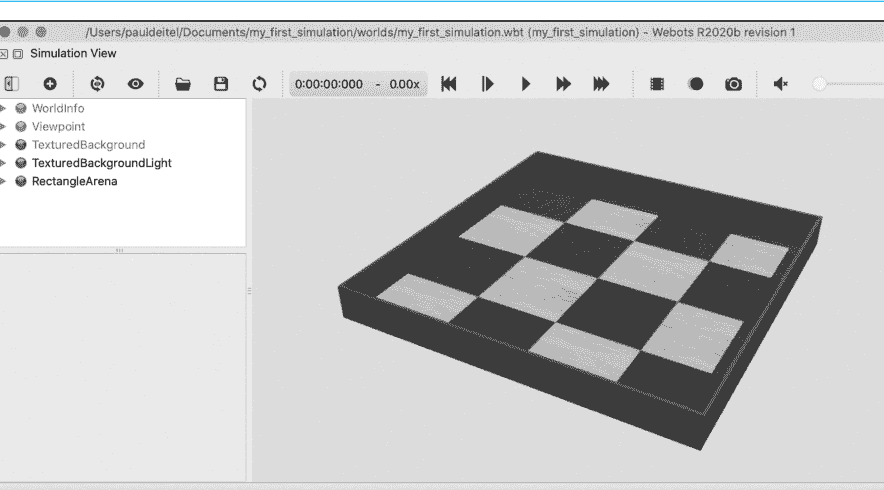 /Users/pauldeitel/Documents/my_first_simulation/worlds/my_first_simulation.wbt (my_first_simulation) - Webots R2020b revision 1
Simulation View
0:00:00:000 - 0.00x
WorldInfo
Viewpoint
TexturedBackground
TexturedBackgroundLight
RectangleArena